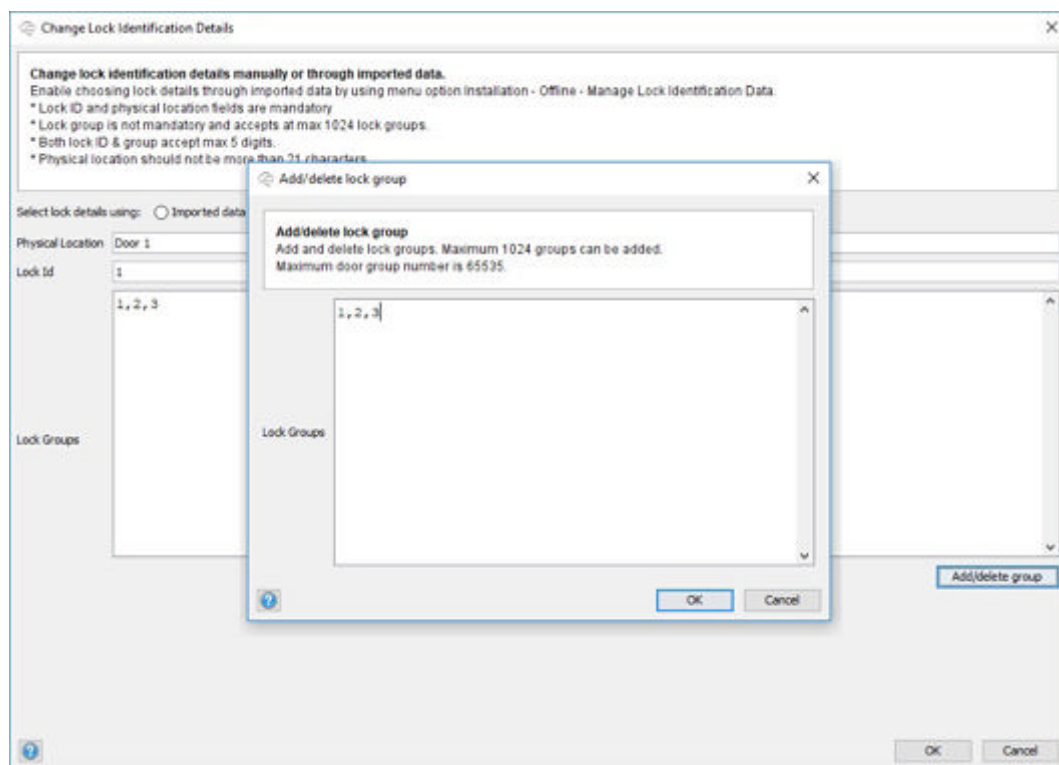 Change Lock Identification Details
Change lock identification details manually or through imported data.
Enable choosing lock details through imported data by using menu option Installation - Offline - Manage Lock Identification Data.
* Lock ID and physical location fields are mandatory
* Lock group is not mandatory and accepts at max 1024 lock groups.
* Both lock ID & group accept max 5 digits.
* Physical location should not be more than 21 characters
Add/delete lock group
Add/delete lock group
Add and delete lock groups. Maximum 1024 groups can be added.
Maximum door group number is 65535.
Select lock details using: Imported data
Physical Location Door 1
Lock Id 1
1,2,3
1,2,3
Lock Groups
Lock Groups
Add/delete group
OK Cancel
OK Cancel